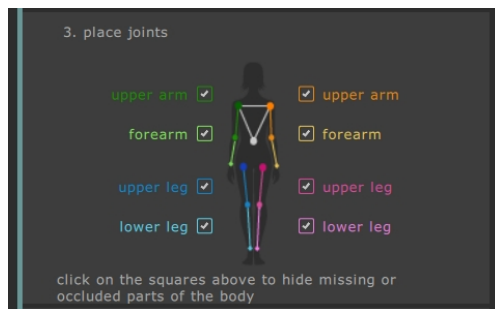 3. place joints
upper arm
upper arm
forearm
forearm
upper leg
upper leg
lower leg
lower leg
click on the squares above to hide missing or
occluded parts of the body